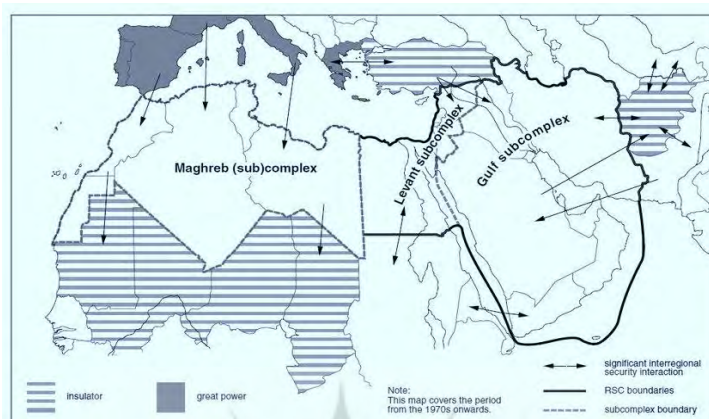 Maghreb (sub)complex
Levant subcomplex
Gulf subcomplex
insulator
great power
Note:
This map covers the period
from the 1970s onwards.
significant interregional
security interaction
RSC boundaries
subcomplex boundary